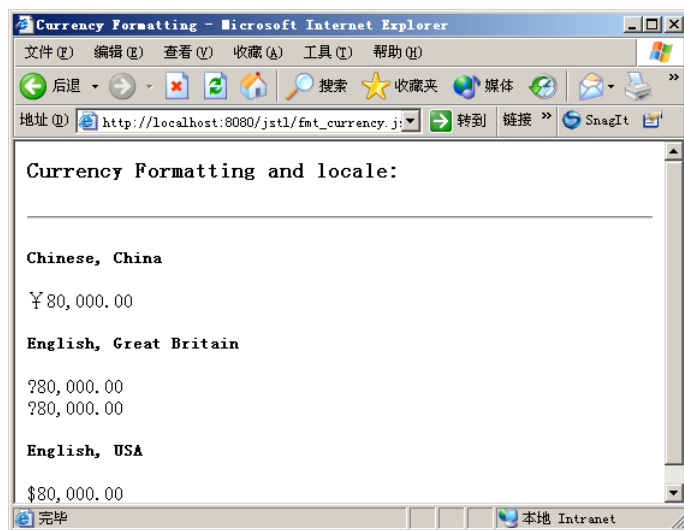 Currency Formatting - Microsoft Internet Explorer
文件(F) 编辑(E) 查看(V) 收藏(A) 工具(T) 帮助(H)
后退 搜索 收藏夹 媒体 »
地址(D) http://localhost:8080/jstl/fmt_currency.j 转到 链接 » SnagIt
Currency Formatting and locale:
Chinese, China
￥80,000.00
English, Great Britain
?80,000.00
?80,000.00
English, USA
$80,000.00
完毕 本地 Intranet